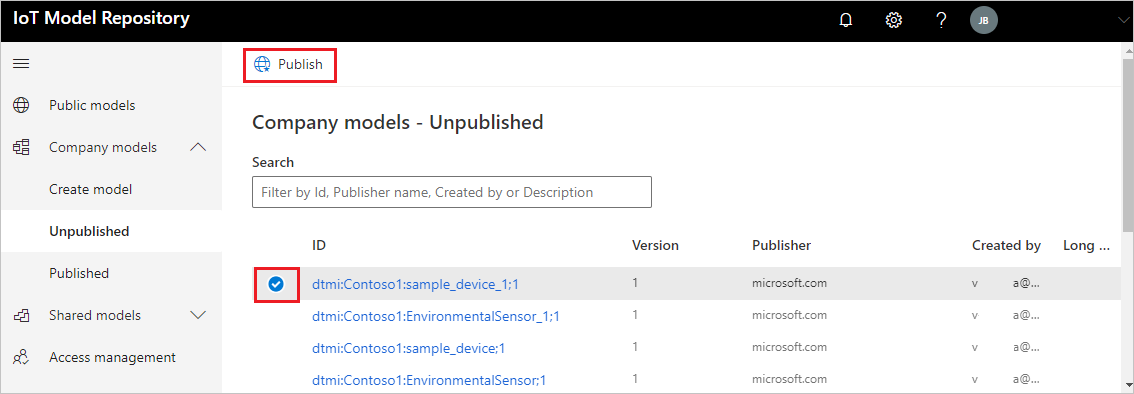 IoT Model Repository
?
JB
Publish
Public models
Company models
Create model
Unpublished
Published
Shared models
Access management
Company models - Unpublished
Search
Filter by Id, Publisher name, Created by or Description
ID Version Publisher Created by Long ...
dtmi:Contoso1:sample_device_1;1 1 microsoft.com v a@...
dtmi:Contoso1:EnvironmentalSensor_1;1 1 microsoft.com v a@...
dtmi:Contoso1:sample_device;1 1 microsoft.com v a@...
dtmi:Contoso1:EnvironmentalSensor;1 1 microsoft.com v a@...